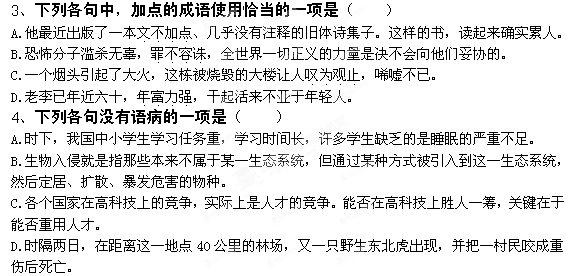 3、下列各句中，加点的成语使用恰当的一项是（　　）
A.他最近出版了一本文不加点、几乎没有注释的旧体诗集子。这样的书，读起来确实累人。
B.恐怖分子滥杀无辜，罪不容诛，全世界一切正义的力量是决不会向他们妥协的。
C.一个烟头引起了大火，这栋被烧毁的大楼让人叹为观止，唏嘘不已。
D.老李已年近六十，年富力强，干起活来不亚于年轻人。
4、下列各句没有语病的一项是（　　）
A.时下，我国中小学生学习任务重，学习时间长，许多学生缺乏的是睡眠的严重不足。
B.生物入侵就是指那些本来不属于某一生态系统，但通过某种方式被引入到这一生态系统，
然后定居、扩散、暴发危害的物种。
C.各个国家在高科技上的竞争，实际上是人才的竞争。能否在高科技上胜人一筹，关键在于
能否重用人才。
D.时隔两日，在距离这一地点 40 公里的林场，又一只野生东北虎出现，并把一村民咬成重
伤后死亡。